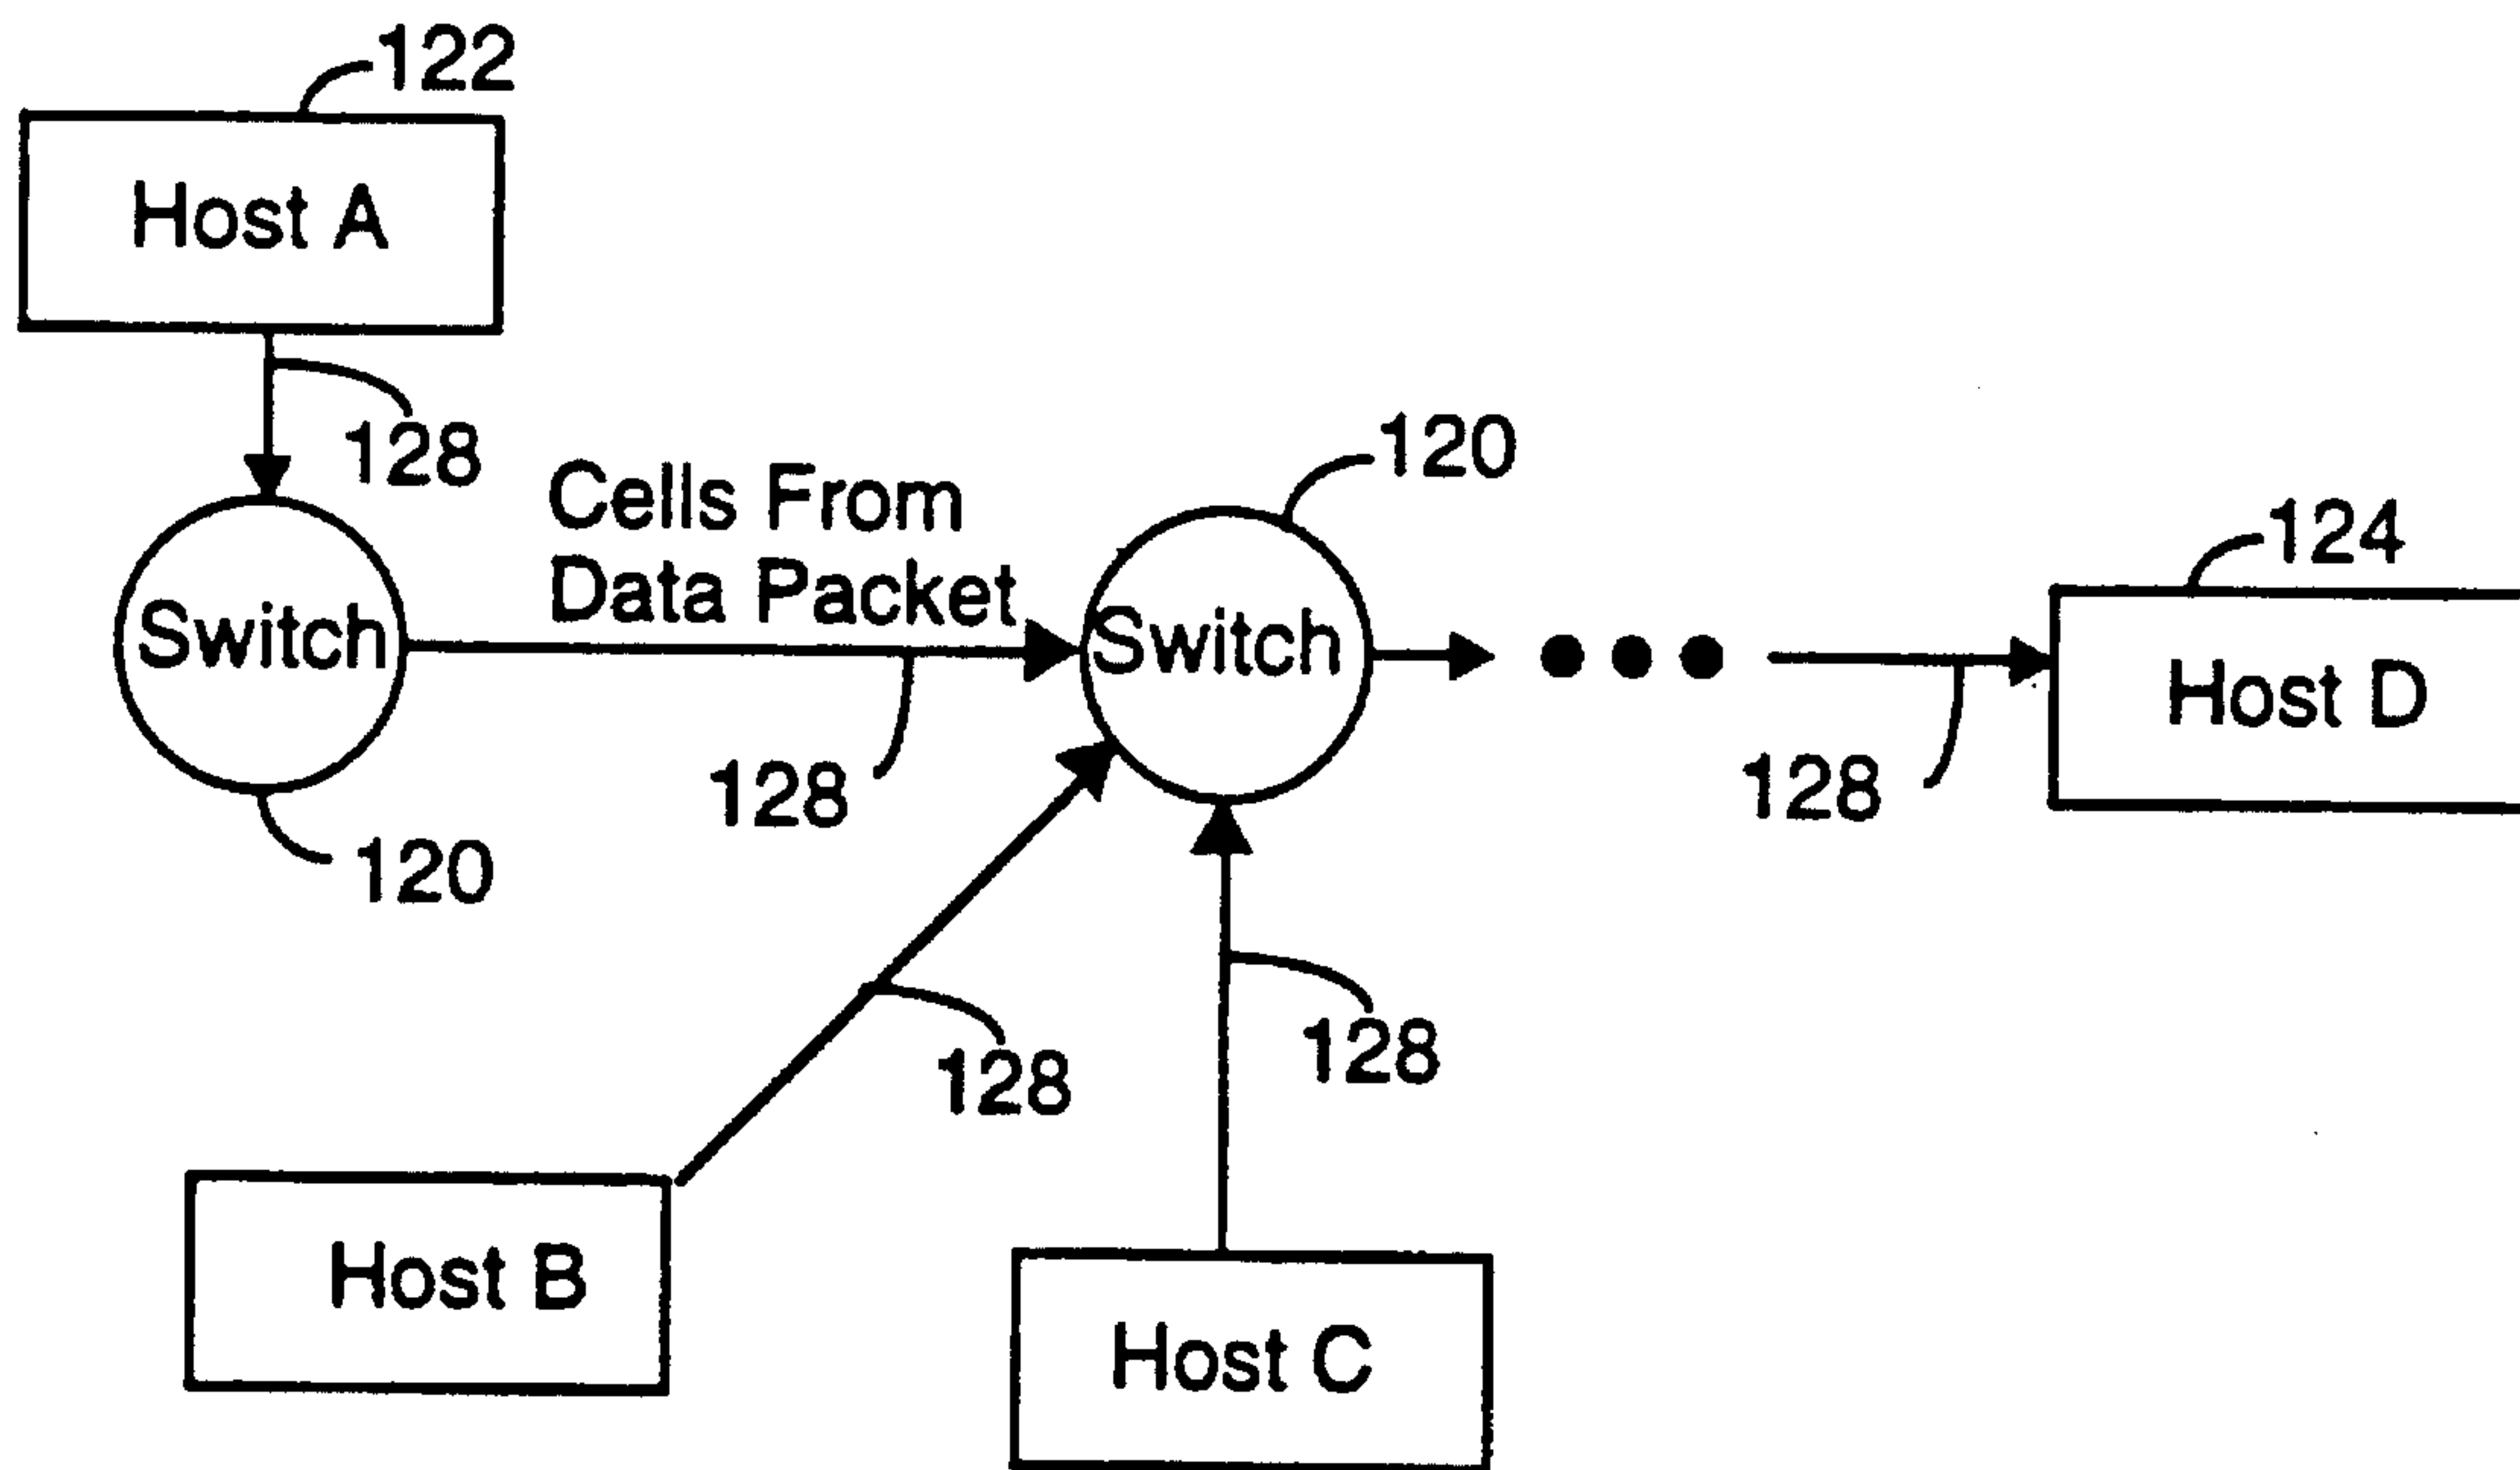 122
Host A
128
120
Cells From
Data Packet
124
Switch
Switch
Host D
128
128
120
128
128
Host B
Host C